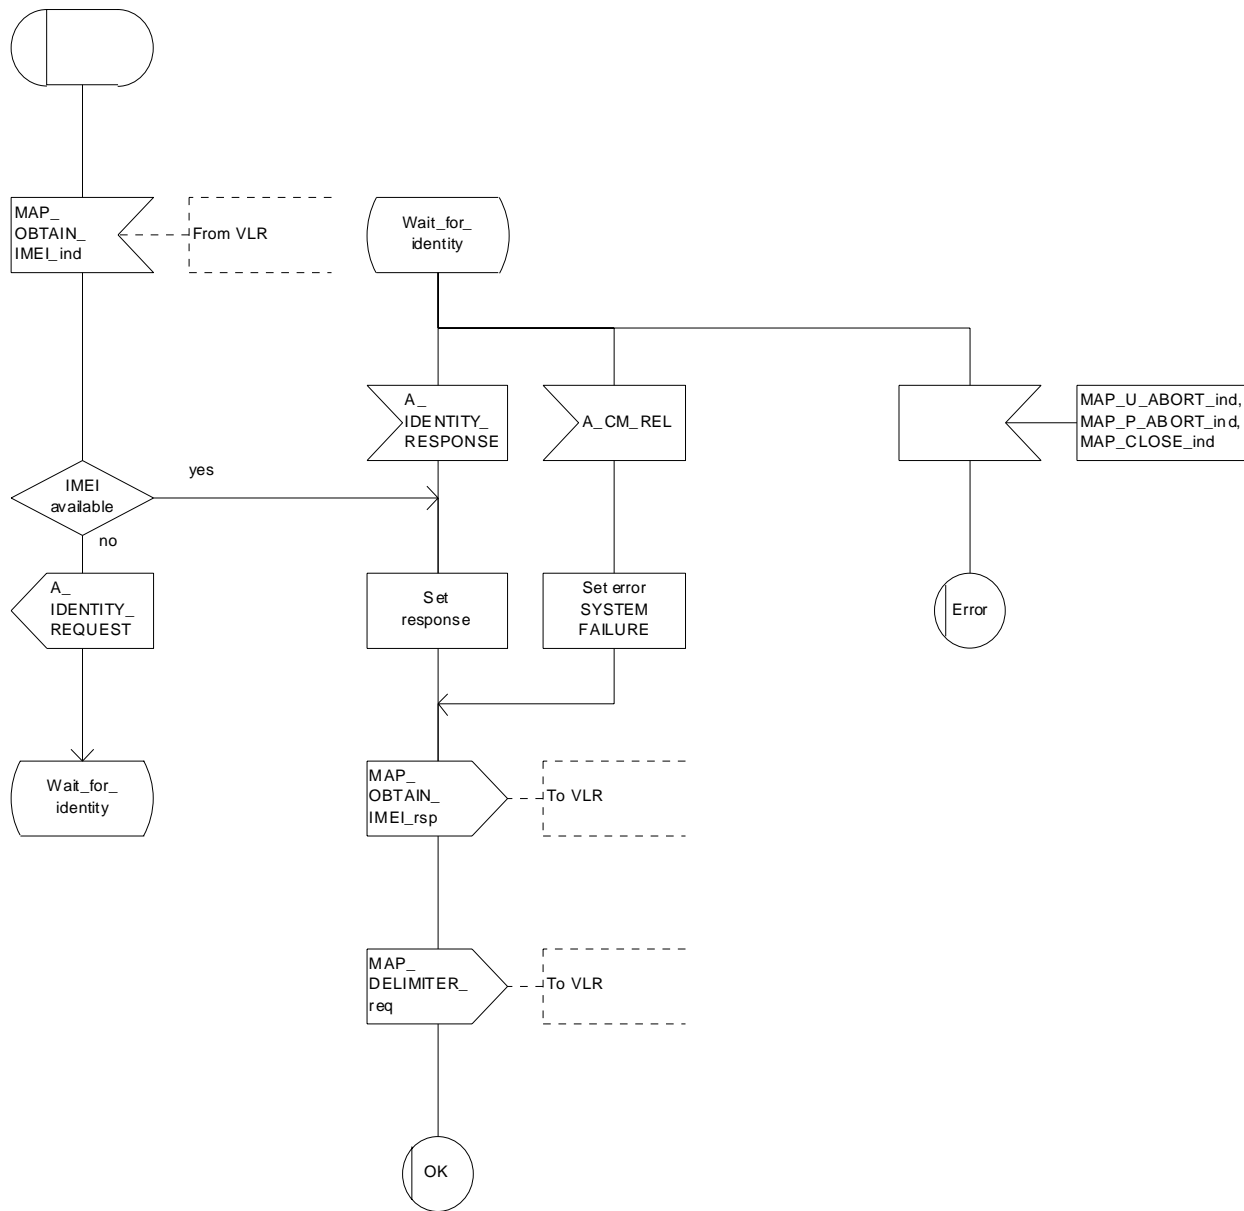 MAP_
OBTAIN_
IMEI_ind
From VLR
Wait_for_
identity
A_
IDENTITY_
RESPONSE
A_CM_REL
MAP_U_ABORT_ind,
MAP_P_ABORT_ind,
MAP_CLOSE_ind
IMEI
available
yes
no
A_
IDENTITY_
REQUEST
Set
response
Set error
SYSTEM
FAILURE
Error
Wait_for_
identity
MAP_
OBTAIN_
IMEI_rsp
To VLR
MAP_
DELIMITER_
req
To VLR
OK